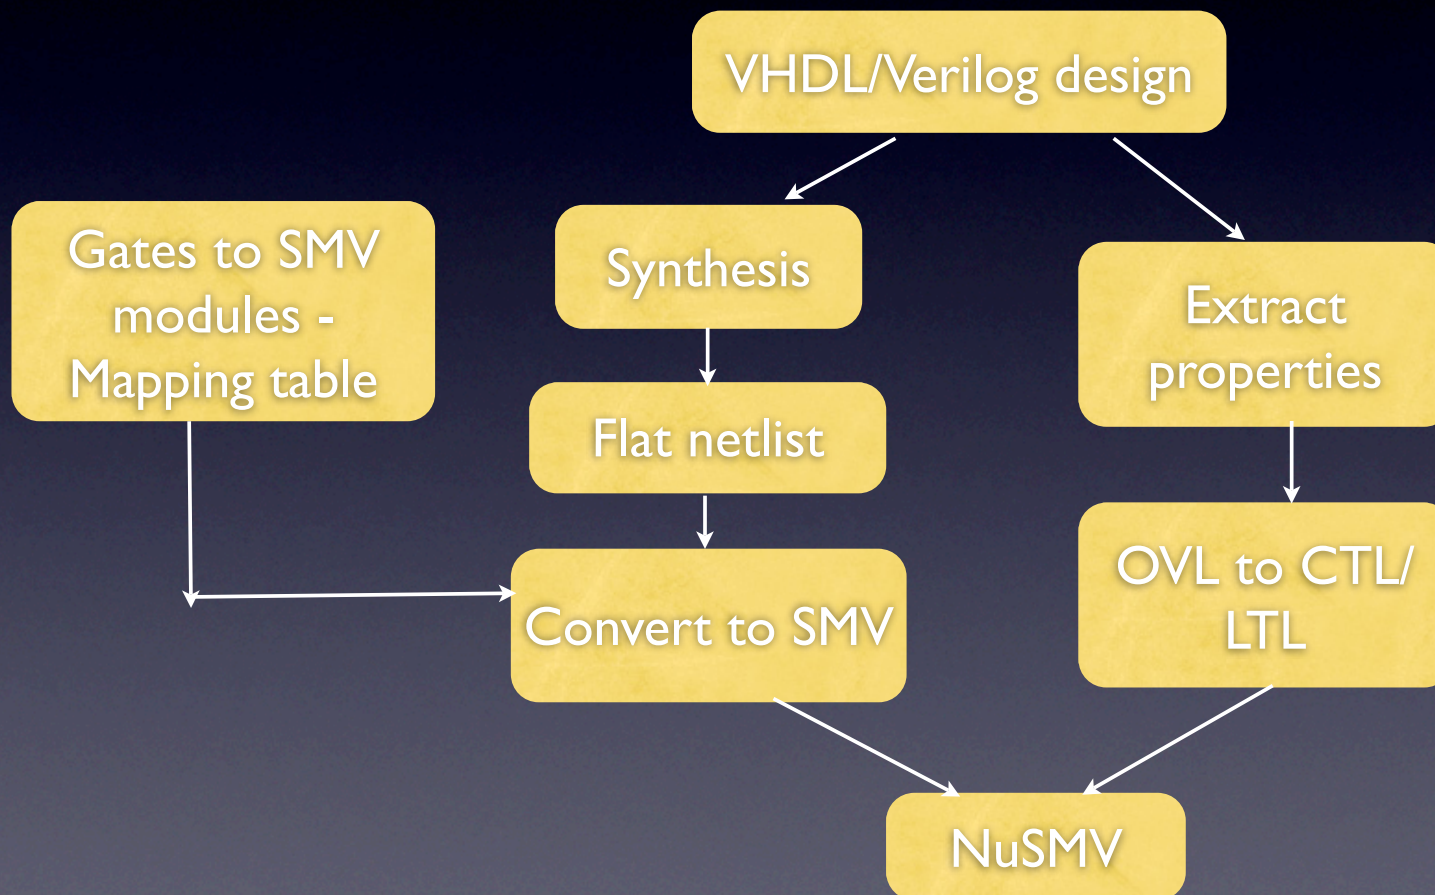 VHDL/Verilog design
Gates to SMV
modules -
Mapping table
Synthesis
Extract
properties
Flat netlist
OVL to CTL/
LTL
Convert to SMV
NuSMV